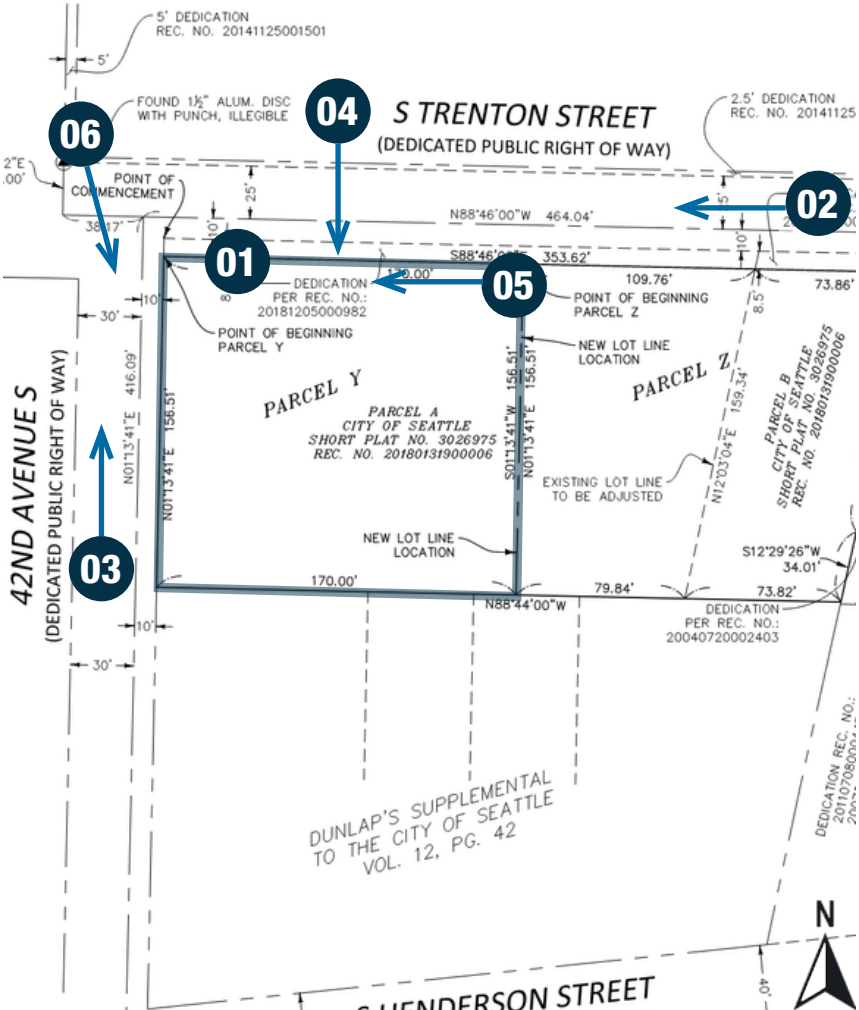 5' DEDICATION
REC. NO. 20141125001501
5'
FOUND 1½" ALUM. DISC
WITH PUNCH, ILLEGIBLE
04
S TRENTON STREET
(DEDICATED PUBLIC RIGHT OF WAY)
2.5' DEDICATION
REC. NO. 20141125
06
2"E
.00'
POINT OF
COMMENCEMENT
25'
02
38.17'
10'
N88°46'00"W 464.04'
10'
01
353.62'
170.00'
05
109.76'
73.86'
DEDICATION
PER REC. NO.:
20181205000982
10'
30'
POINT OF BEGINNING
PARCEL Y
POINT OF BEGINNING
PARCEL Z
8.5'
NEW LOT LINE
LOCATION
42ND AVENUE S
(DEDICATED PUBLIC RIGHT OF WAY)
N01°13'41"E 416.09'
N01°13'41"E 156.51'
PARCEL Y
PARCEL A
CITY OF SEATTLE
SHORT PLAT NO. 3026975
REC. NO. 20180131900006
S01°13'41"W 156.51'
N01°13'41"E 156.51'
PARCEL Z
N12°03'04"E 159.34'
PARCEL B
CITY OF SEATTLE
SHORT PLAT NO. 3026975
REC. NO. 20180131900006
EXISTING LOT LINE
TO BE ADJUSTED
03
NEW LOT LINE
LOCATION
S12°29'26"W
34.01'
170.00'
N88°44'00"W
79.84'
73.82'
DEDICATION
PER REC. NO.:
20040720002403
10'
30'
DUNLAP'S SUPPLEMENTAL
TO THE CITY OF SEATTLE
VOL. 12, PG. 42
DEDICATION REC. NO.:
N
40'
S HENDERSON STREET